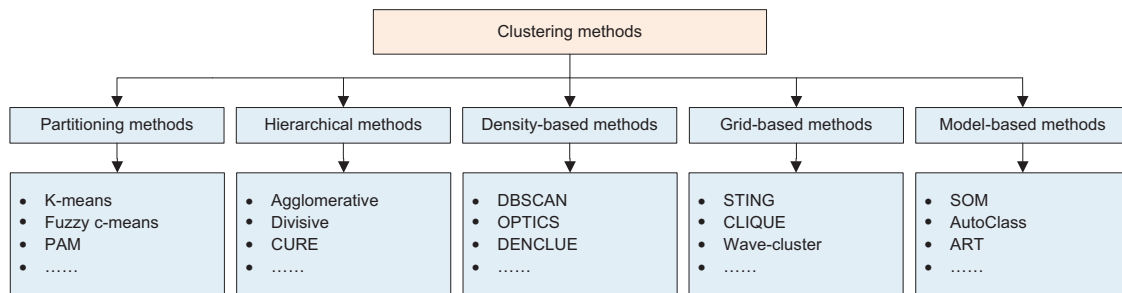 Clustering methods
Partitioning methods
Hierarchical methods
Density-based methods
Grid-based methods
Model-based methods
• K-means
• Fuzzy c-means
• PAM
• ……
• Agglomerative
• Divisive
• CURE
• ……
• DBSCAN
• OPTICS
• DENCLUE
• ……
• STING
• CLIQUE
• Wave-cluster
• ……
• SOM
• AutoClass
• ART
• ……